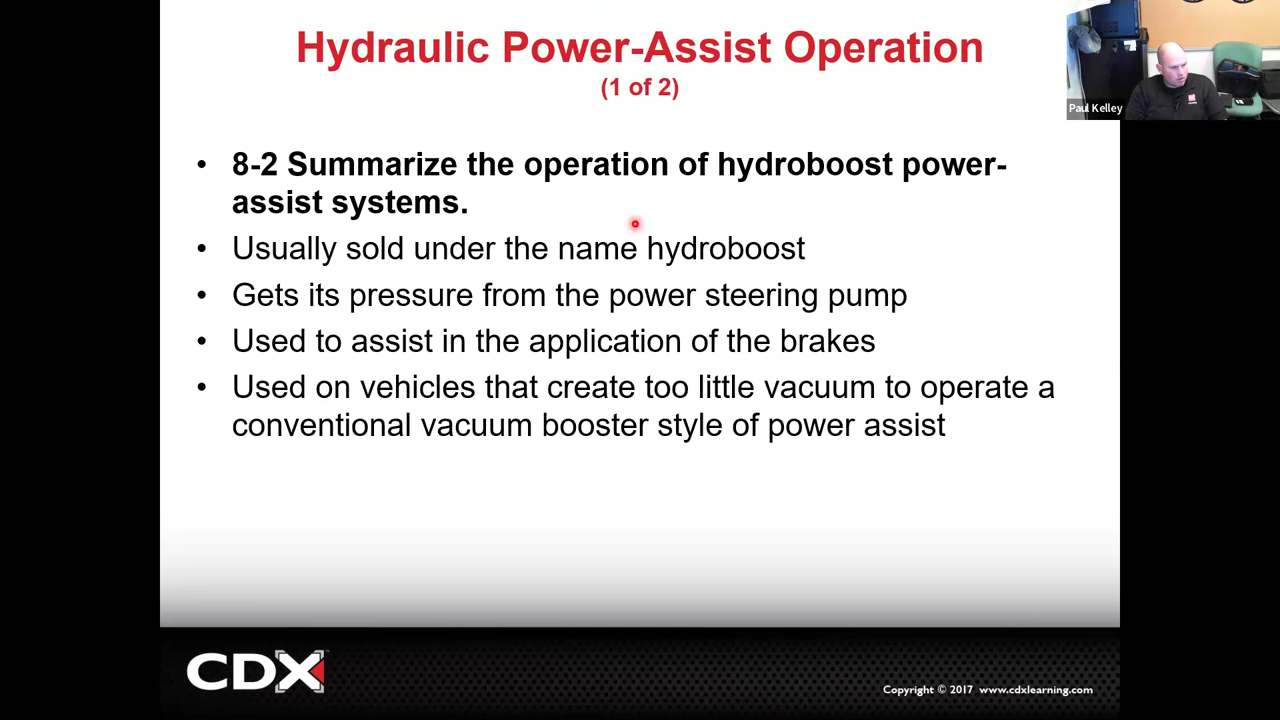 Hydraulic Power-Assist Operation
(1 of 2)
Paul Kelley
• 8-2 Summarize the operation of hydroboost power-
assist systems.
• Usually sold under the name hydroboost
• Gets its pressure from the power steering pump
• Used to assist in the application of the brakes
• Used on vehicles that create too little vacuum to operate a
conventional vacuum booster style of power assist
CDX
Copyright © 2017 www.cdxlearning.com